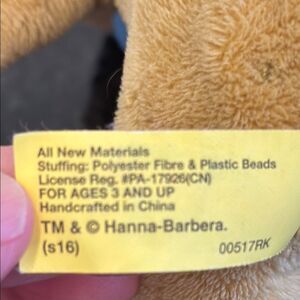 All New Materials
Stuffing: Polyester Fibre & Plastic Beads
License Reg. #PA-17926(CN)
FOR AGES 3 AND UP
Handcrafted in China
TM & © Hanna-Barbera.
(s16) 00517RK